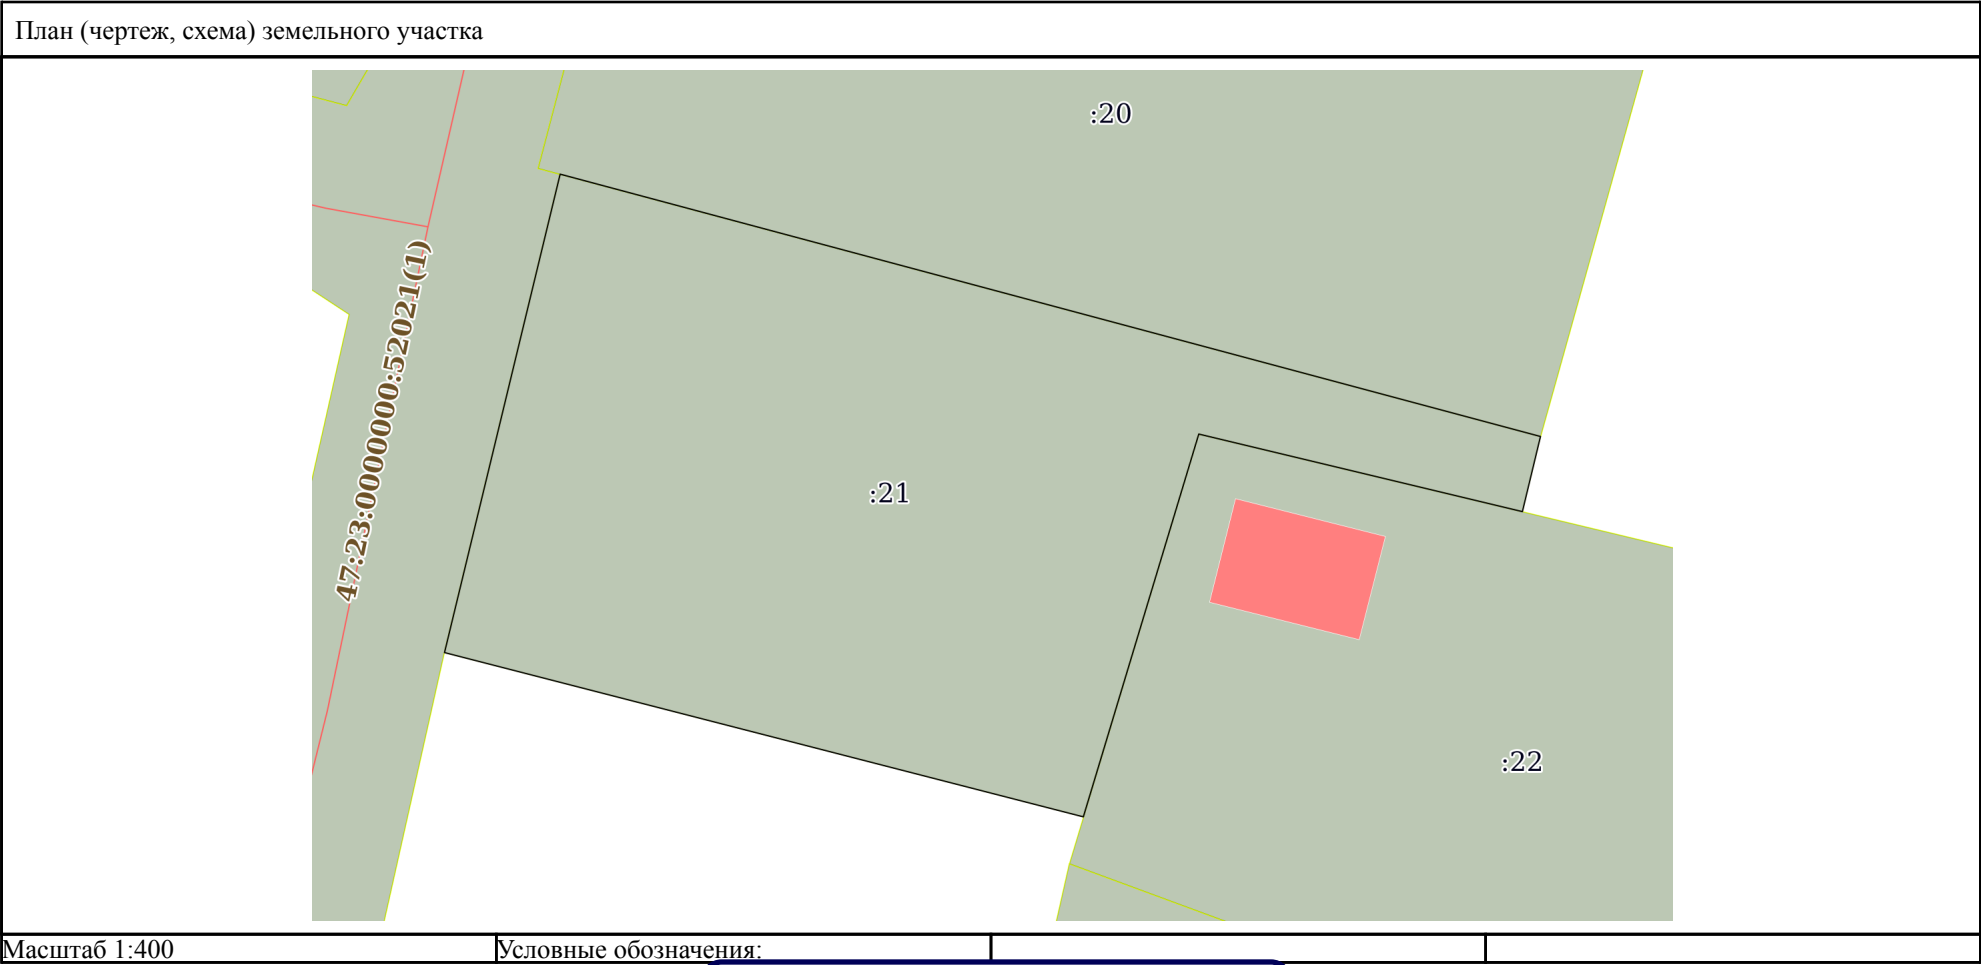 План (чертеж, схема) земельного участка
:20
47:23:0000000:52021(1)
:21
:22
Масштаб 1:400
Условные обозначения: